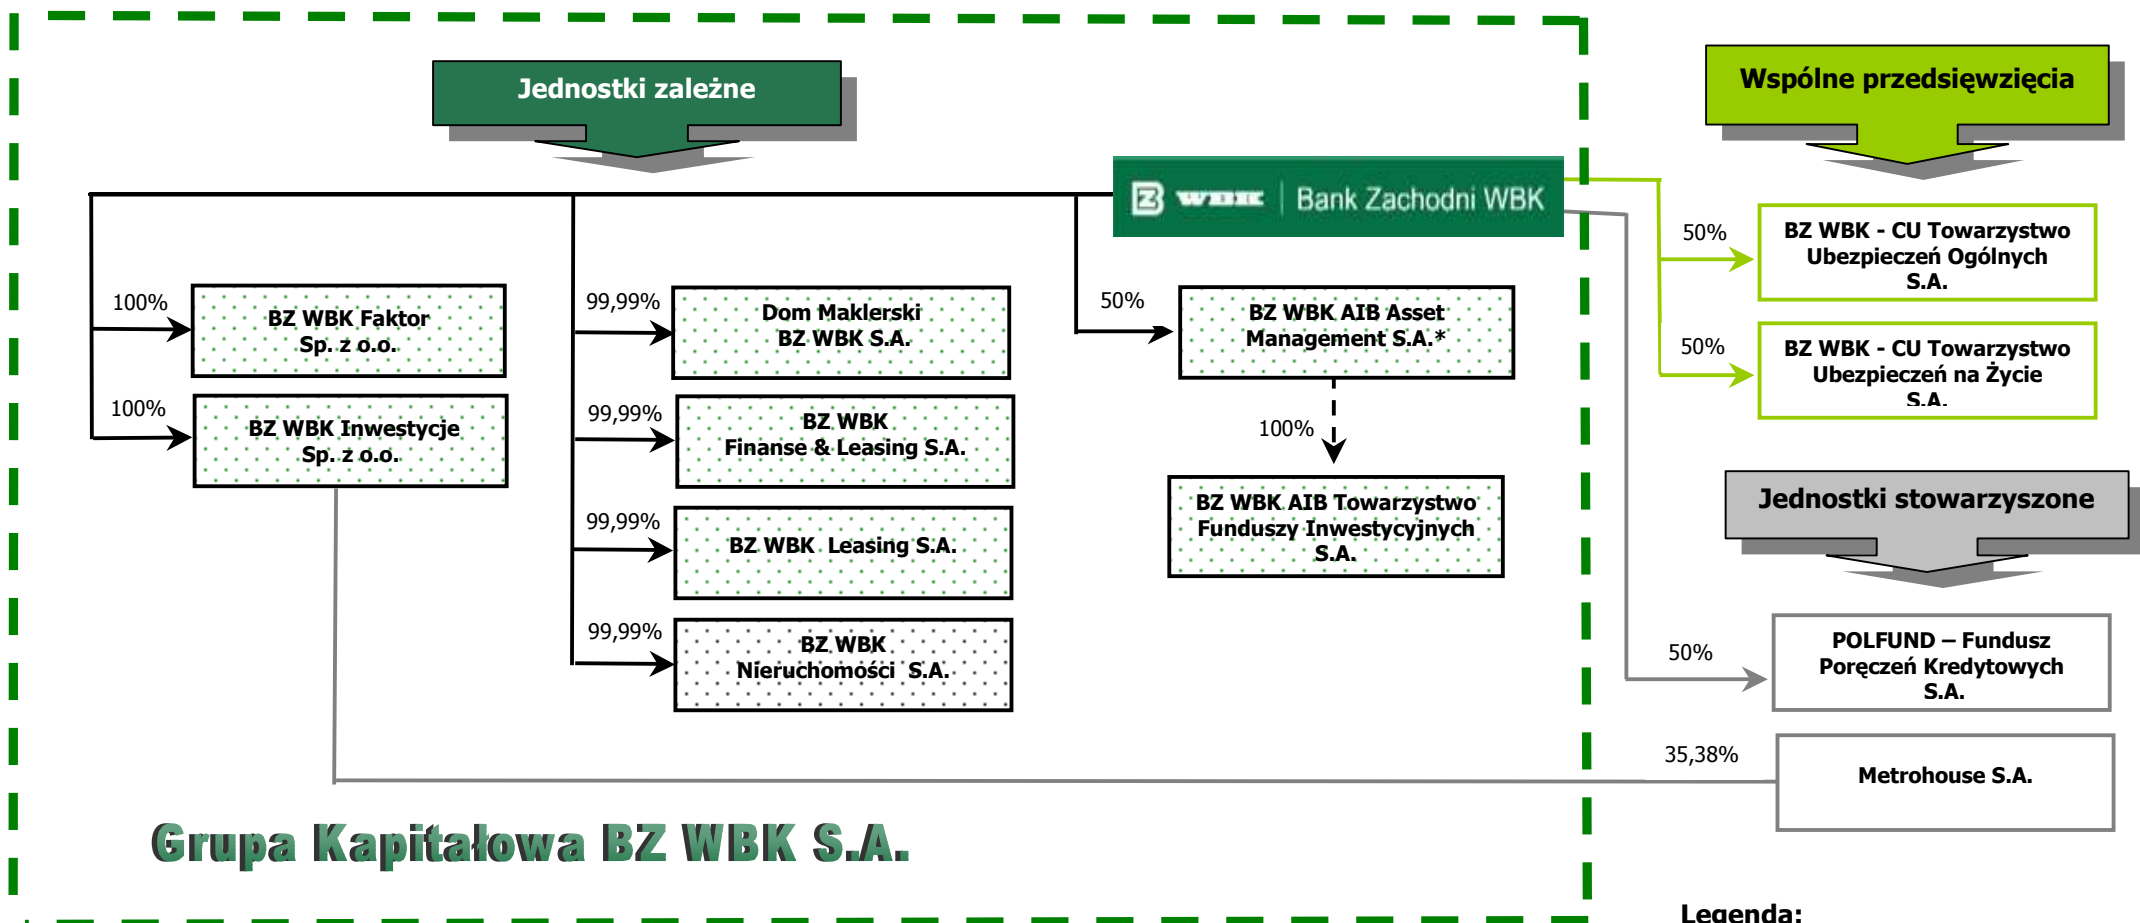 Jednostki zależne
Wspólne przedsięwzięcia
WBK | Bank Zachodni WBK
100%
BZ WBK Faktor
Sp. z o.o.
100%
BZ WBK Inwestycje
Sp. z o.o.
99,99%
Dom Maklerski
BZ WBK S.A.
99,99%
BZ WBK
Finanse & Leasing S.A.
99,99%
BZ WBK Leasing S.A.
99,99%
BZ WBK
Nieruchomości S.A.
50%
BZ WBK AIB Asset
Management S.A.*
100%
BZ WBK AIB Towarzystwo
Funduszy Inwestycyjnych
S.A.
50%
BZ WBK - CU Towarzystwo
Ubezpieczeń Ogólnych
S.A.
50%
BZ WBK - CU Towarzystwo
Ubezpieczeń na Życie
S.A.
Jednostki stowarzyszone
50%
POLFUND – Fundusz
Poręczeń Kredytowych
S.A.
35,38%
Metrohouse S.A.
Grupa Kapitałowa BZ WBK S.A.
Legenda: